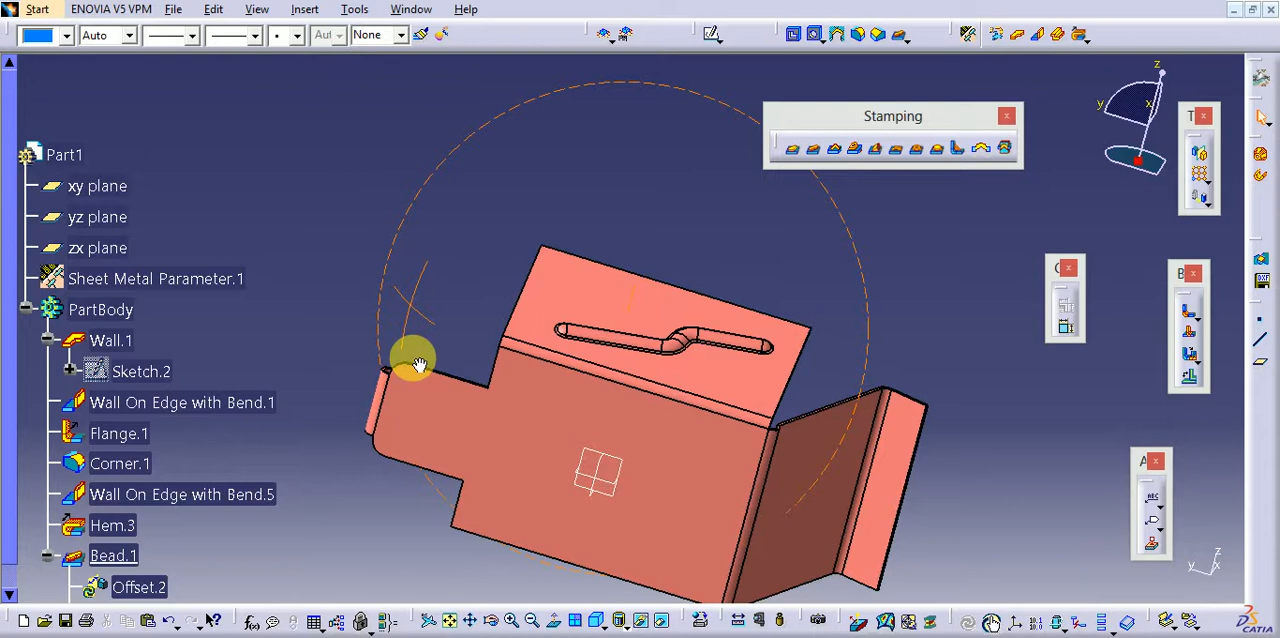 Start ENOVIA V5 VPM File Edit View Insert Tools Window Help
Auto Aut None
Stamping
T
Part1
xy plane
yz plane
zx plane
Sheet Metal Parameter.1
PartBody
Wall.1
Sketch.2
Wall On Edge with Bend.1
Flange.1
Corner.1
Wall On Edge with Bend.5
Hem.3
Bead.1
Offset.2
C
B
A
z
y
x
z
y
x
CATIA